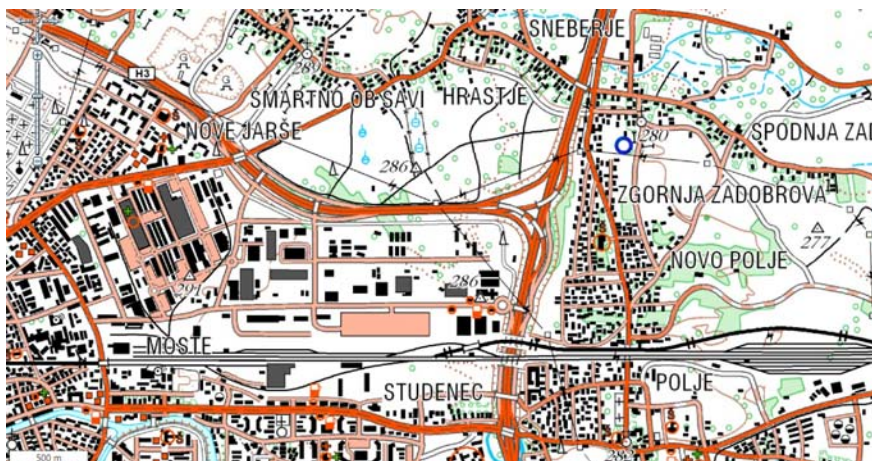 SNEBERJE
H3
ŠMARTNO OB SAVI
HRASTJE
NOVE JARŠE
280
SPODNJA ZAD
286
ZGORNJA ZADOBROVA
277
NOVO POLJE
291
286
MOSTE
STUDENEC
POLJE
282
500 m